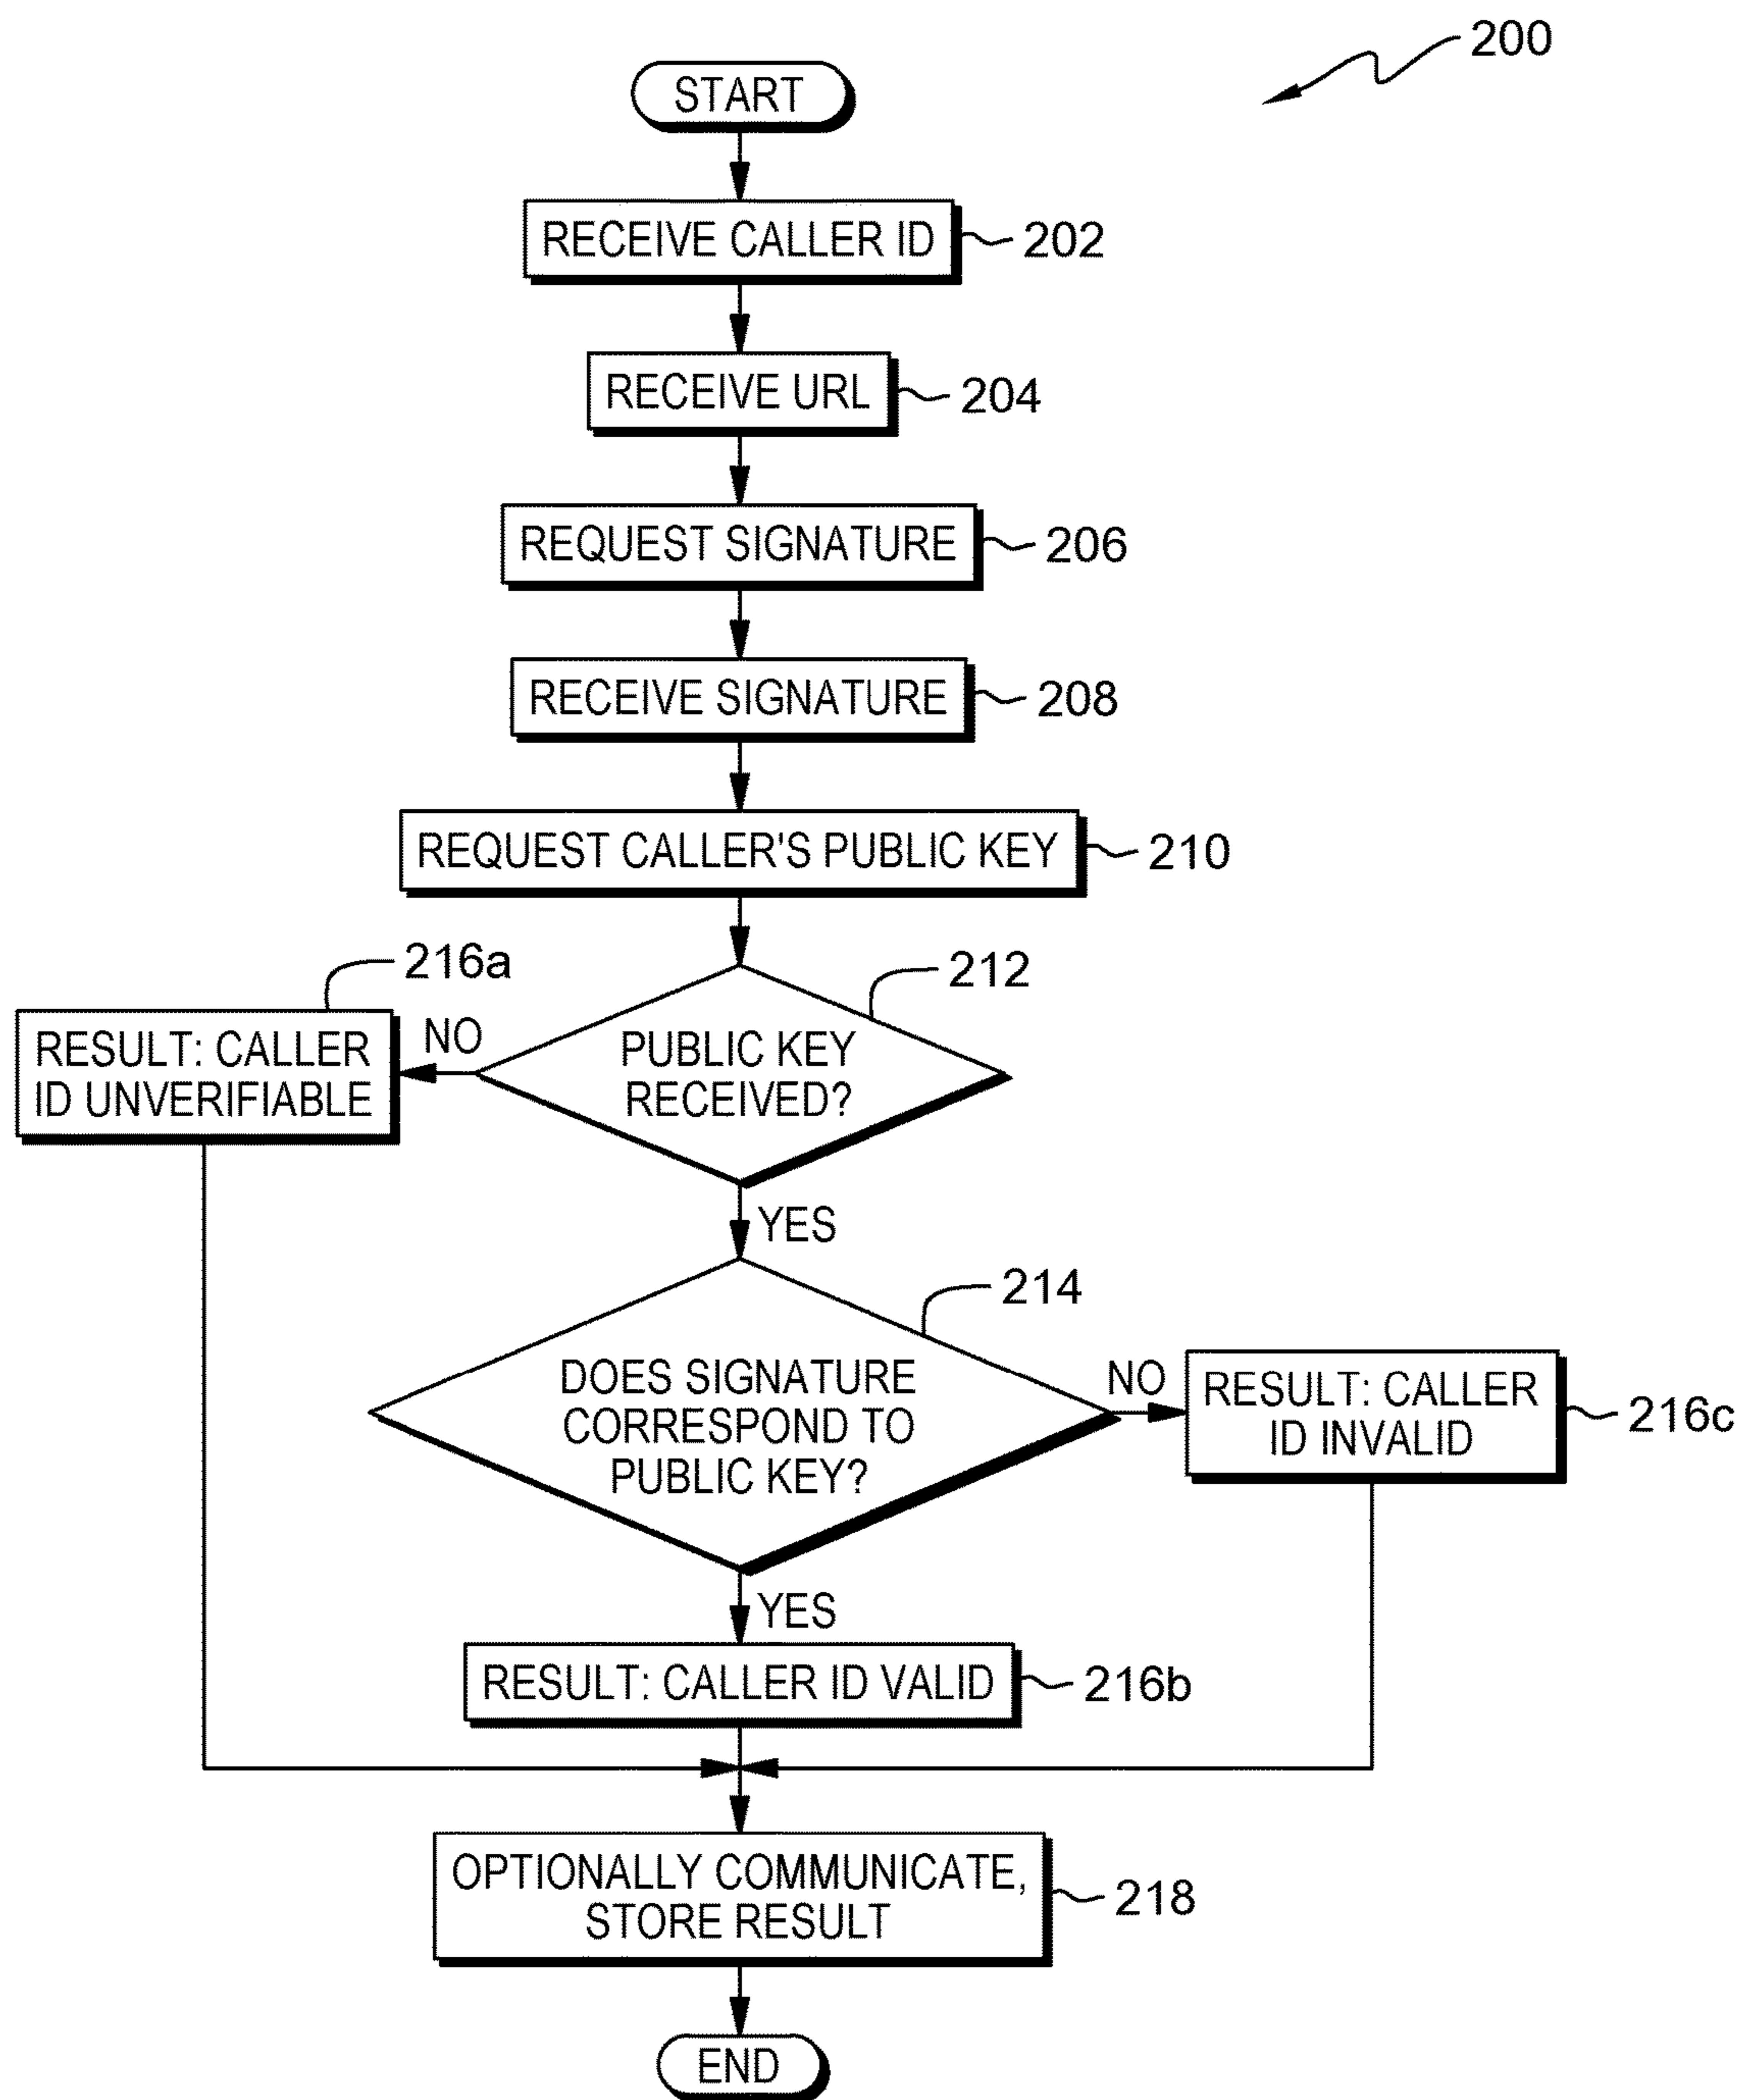 200
START
RECEIVE CALLER ID
202
RECEIVE URL
204
REQUEST SIGNATURE
206
RECEIVE SIGNATURE
208
REQUEST CALLER'S PUBLIC KEY
210
216a
212
RESULT: CALLER
ID UNVERIFIABLE
NO
PUBLIC KEY
RECEIVED?
YES
214
DOES SIGNATURE
CORRESPOND TO
PUBLIC KEY?
NO
RESULT: CALLER
ID INVALID
216c
YES
RESULT: CALLER ID VALID
216b
OPTIONALLY COMMUNICATE,
STORE RESULT
218
END